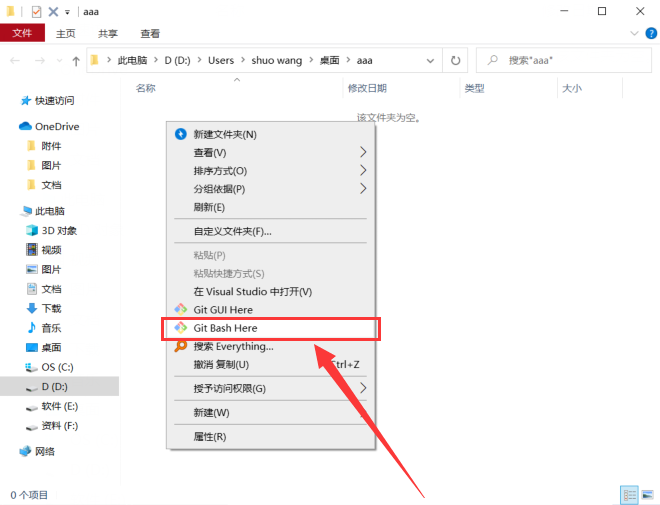 aaa
文件 主页 共享 查看
此电脑 D (D:) Users shuo wang 桌面 aaa 搜索"aaa"
名称 修改日期 类型 大小
该文件夹为空。
快速访问
OneDrive
附件
图片
文档
此电脑
3D 对象
视频
图片
文档
下载
音乐
桌面
OS (C:)
D (D:)
软件 (E:)
资料 (F:)
网络
新建文件夹(N)
查看(V)
排序方式(O)
分组依据(P)
刷新(E)
自定义文件夹(F)...
粘贴(P)
粘贴快捷方式(S)
在 Visual Studio 中打开(V)
Git GUI Here
Git Bash Here
搜索 Everything...
撤消 复制(U) Ctrl+Z
授予访问权限(G)
新建(W)
属性(R)
0 个项目